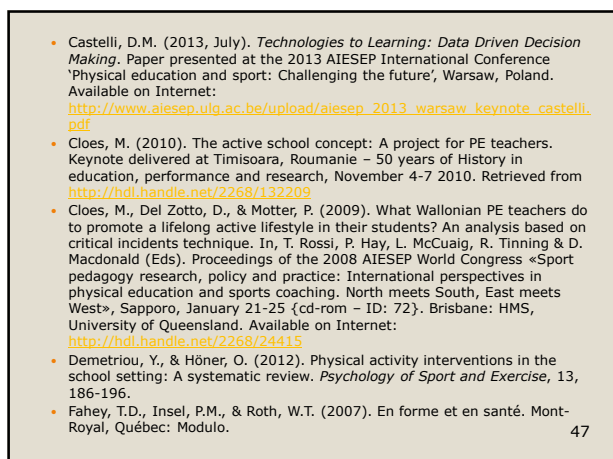 • Castelli, D.M. (2013, July). Technologies to Learning: Data Driven Decision
Making. Paper presented at the 2013 AIESEP International Conference
‘Physical education and sport: Challenging the future’, Warsaw, Poland.
Available on Internet:
http://www.aiesep.ulg.ac.be/upload/aiesep_2013_warsaw_keynote_castelli.
pdf
• Cloes, M. (2010). The active school concept: A project for PE teachers.
Keynote delivered at Timisoara, Roumanie – 50 years of History in
education, performance and research, November 4-7 2010. Retrieved from
http://hdl.handle.net/2268/132209
• Cloes, M., Del Zotto, D., & Motter, P. (2009). What Wallonian PE teachers do
to promote a lifelong active lifestyle in their students? An analysis based on
critical incidents technique. In, T. Rossi, P. Hay, L. McCuaig, R. Tinning & D.
Macdonald (Eds). Proceedings of the 2008 AIESEP World Congress «Sport
pedagogy research, policy and practice: International perspectives in
physical education and sports coaching. North meets South, East meets
West», Sapporo, January 21-25 {cd-rom – ID: 72}. Brisbane: HMS,
University of Queensland. Available on Internet:
http://hdl.handle.net/2268/24415
• Demetriou, Y., & Höner, O. (2012). Physical activity interventions in the
school setting: A systematic review. Psychology of Sport and Exercise, 13,
186-196.
• Fahey, T.D., Insel, P.M., & Roth, W.T. (2007). En forme et en santé. Mont-
Royal, Québec: Modulo.
47